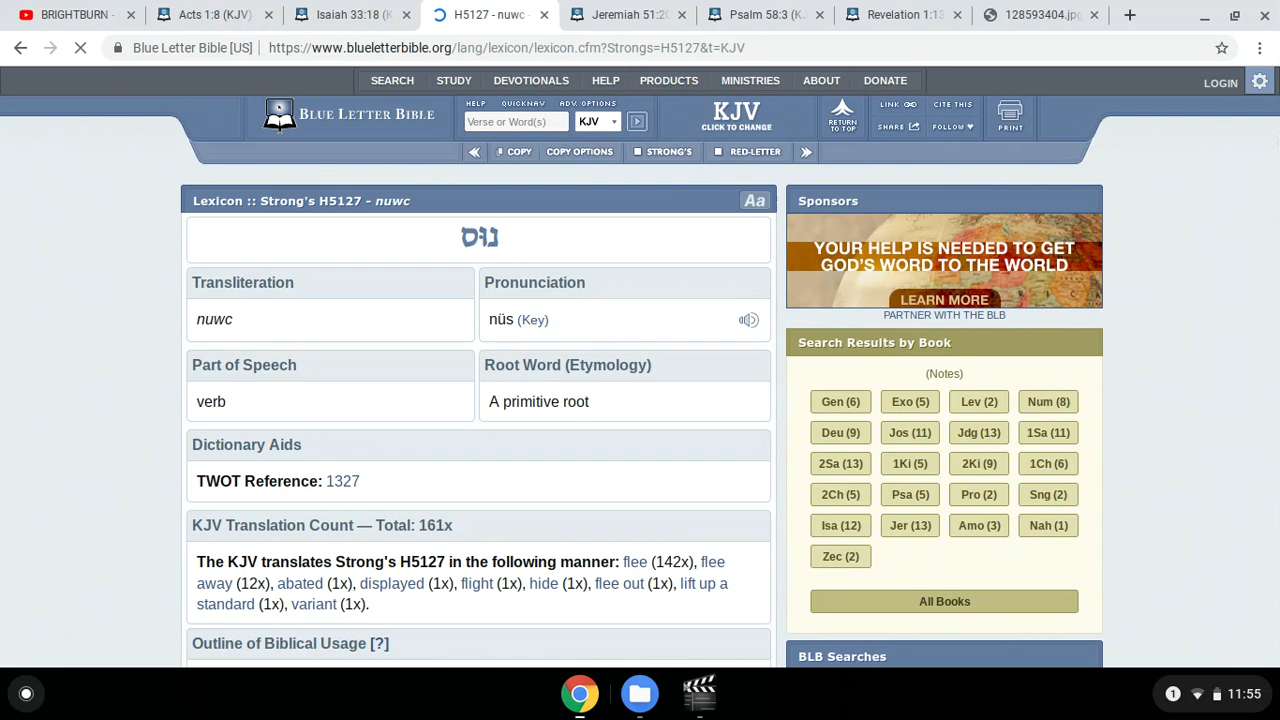 BRIGHTBURN -
Acts 1:8 (KJV)
Isaiah 33:18 (K
H5127 - nuwc -
Jeremiah 51:2
Psalm 58:3 (K
Revelation 1:1
128593404.jp
Blue Letter Bible [US] https://www.blueletterbible.org/lang/lexicon/lexicon.cfm?Strongs=H5127&t=KJV
SEARCH STUDY DEVOTIONALS HELP PRODUCTS MINISTRIES ABOUT DONATE
LOGIN
BLUE LETTER BIBLE
HELP QUICKNAV ADV. OPTIONS
Verse or Word(s) KJV
KJV
CLICK TO CHANGE
RETURN
TO TOP
LINK CITE THIS
SHARE FOLLOW
PRINT
COPY COPY OPTIONS STRONG'S RED-LETTER
Lexicon :: Strong's H5127 - nuwc
Aa
נוּס
Transliteration
nuwc
Pronunciation
nüs (Key)
Part of Speech
verb
Root Word (Etymology)
A primitive root
Dictionary Aids
TWOT Reference: 1327
KJV Translation Count — Total: 161x
The KJV translates Strong's H5127 in the following manner: flee (142x), flee
away (12x), abated (1x), displayed (1x), flight (1x), hide (1x), flee out (1x), lift up a
standard (1x), variant (1x).
Outline of Biblical Usage [?]
Sponsors
YOUR HELP IS NEEDED TO GET
GOD'S WORD TO THE WORLD
LEARN MORE
PARTNER WITH THE BLB
Search Results by Book
(Notes)
Gen (6) Exo (5) Lev (2) Num (8)
Deu (9) Jos (11) Jdg (13) 1Sa (11)
2Sa (13) 1Ki (5) 2Ki (9) 1Ch (6)
2Ch (5) Psa (5) Pro (2) Sng (2)
Isa (12) Jer (13) Amo (3) Nah (1)
Zec (2)
All Books
BLB Searches
1 11:55